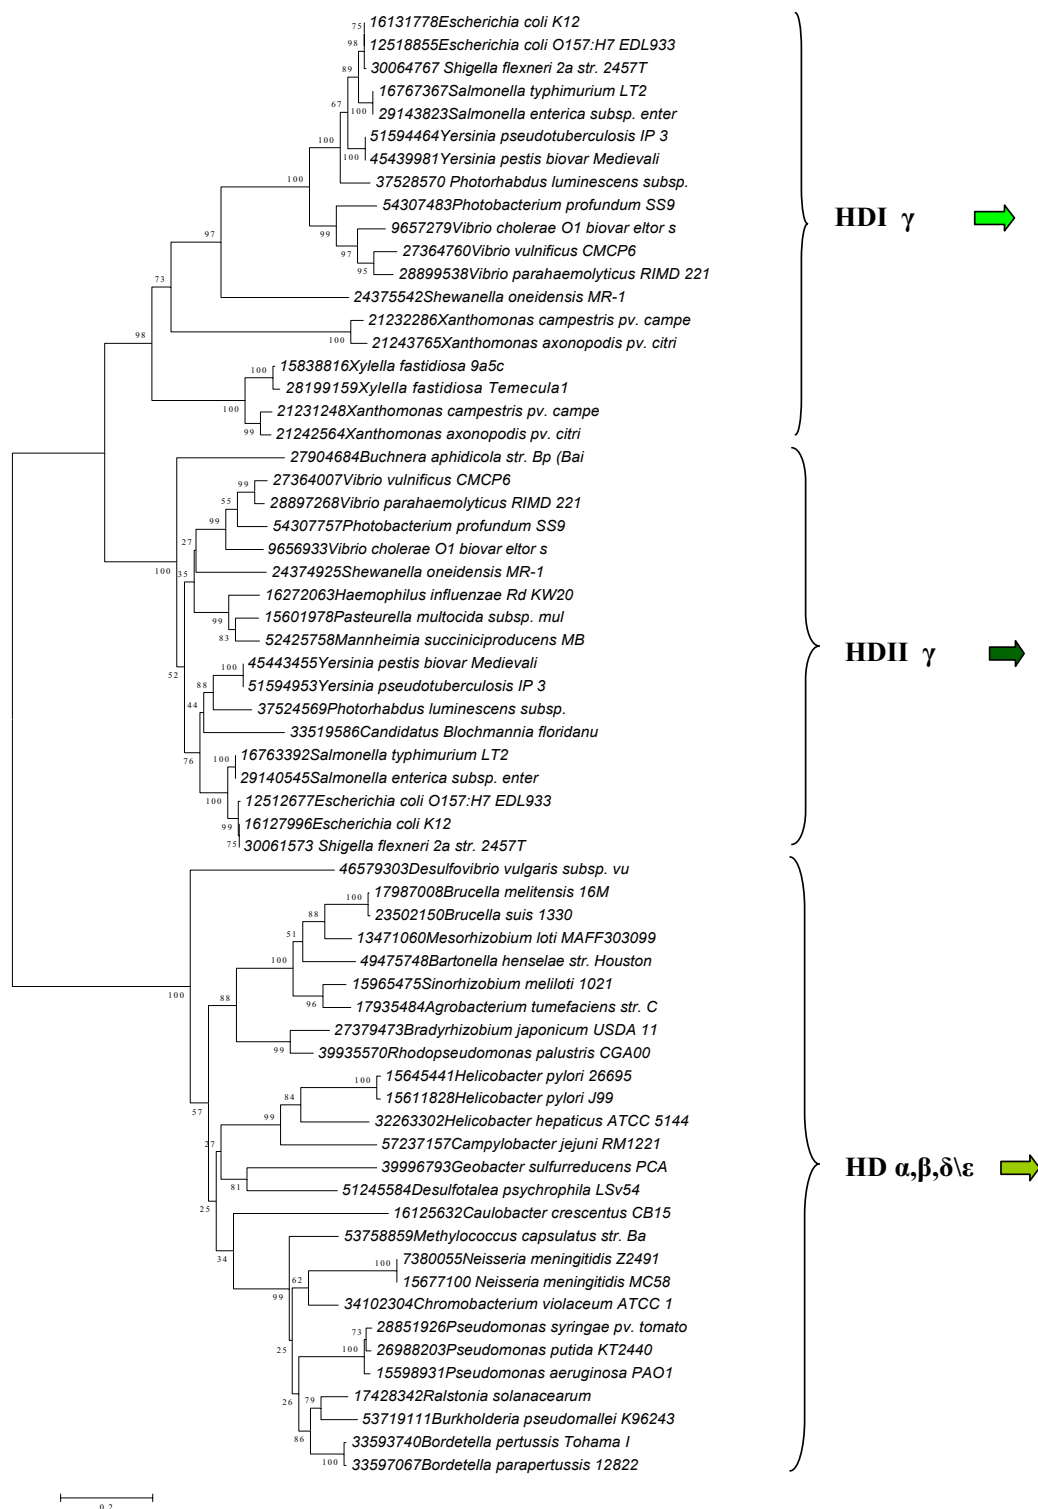 16131778Escherichia coli K12
12518855Escherichia coli O157:H7 EDL933
30064767 Shigella flexneri 2a str. 2457T
16767367Salmonella typhimurium LT2
29143823Salmonella enterica subsp. enter
51594464Yersinia pseudotuberculosis IP 3
45439981Yersinia pestis biovar Medievali
37528570 Photorhabdus luminescens subsp.
54307483Photobacterium profundum SS9
9657279Vibrio cholerae O1 biovar eltor s
27364760Vibrio vulnificus CMCP6
28899538Vibrio parahaemolyticus RIMD 221
24375542Shewanella oneidensis MR-1
21232286Xanthomonas campestris pv. campe
21243765Xanthomonas axonopodis pv. citri
15838816Xylella fastidiosa 9a5c
28199159Xylella fastidiosa Temecula1
21231248Xanthomonas campestris pv. campe
21242564Xanthomonas axonopodis pv. citri
75
98
89
100
67
100
100
100
99
97
95
97
73
100
98
100
100
99
HDI γ
27904684Buchnera aphidicola str. Bp (Bai
27364007Vibrio vulnificus CMCP6
28897268Vibrio parahaemolyticus RIMD 221
54307757Photobacterium profundum SS9
9656933Vibrio cholerae O1 biovar eltor s
24374925Shewanella oneidensis MR-1
16272063Haemophilus influenzae Rd KW20
15601978Pasteurella multocida subsp. mul
52425758Mannheimia succiniciproducens MB
45443455Yersinia pestis biovar Medievali
51594953Yersinia pseudotuberculosis IP 3
37524569Photorhabdus luminescens subsp.
33519586Candidatus Blochmannia floridanu
16763392Salmonella typhimurium LT2
29140545Salmonella enterica subsp. enter
12512677Escherichia coli O157:H7 EDL933
16127996Escherichia coli K12
30061573 Shigella flexneri 2a str. 2457T
99
55
99
27
100
35
99
83
100
52
88
44
76
100
100
99
75
HDII γ
46579303Desulfovibrio vulgaris subsp. vu
17987008Brucella melitensis 16M
23502150Brucella suis 1330
13471060Mesorhizobium loti MAFF303099
49475748Bartonella henselae str. Houston
15965475Sinorhizobium meliloti 1021
17935484Agrobacterium tumefaciens str. C
27379473Bradyrhizobium japonicum USDA 11
39935570Rhodopseudomonas palustris CGA00
15645441Helicobacter pylori 26695
15611828Helicobacter pylori J99
32263302Helicobacter hepaticus ATCC 5144
57237157Campylobacter jejuni RM1221
39996793Geobacter sulfurreducens PCA
51245584Desulfotalea psychrophila LSv54
16125632Caulobacter crescentus CB15
53758859Methylococcus capsulatus str. Ba
7380055Neisseria meningitidis Z2491
15677100 Neisseria meningitidis MC58
34102304Chromobacterium violaceum ATCC 1
28851926Pseudomonas syringae pv. tomato
26988203Pseudomonas putida KT2440
15598931Pseudomonas aeruginosa PAO1
17428342Ralstonia solanacearum
53719111Burkholderia pseudomallei K96243
33593740Bordetella pertussis Tohama I
33597067Bordetella parapertussis 12822
100
88
51
100
100
88
96
99
100
84
57
99
27
81
25
34
100
62
99
73
25
100
26
79
86
100
HD α,β,δ\ε
0.2